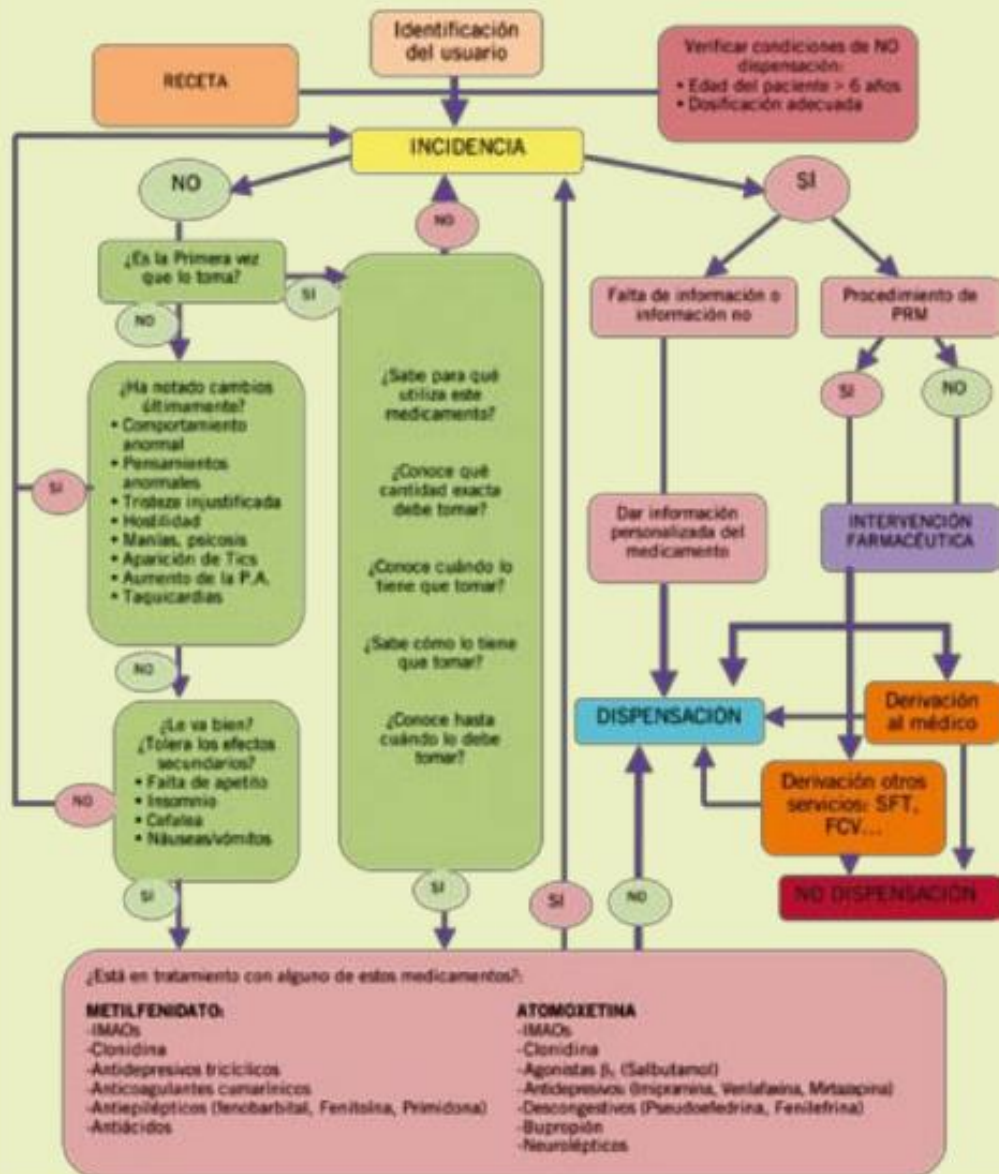 Identificación
del usuario
RECETA
Verificar condiciones de NO
dispensación:
• Edad del paciente > 6 años
• Dosificación adecuada
INCIDENCIA
NO
SI
NO
¿Es la Primera vez
que lo toma?
SI
NO
Falta de información o
información no
Procedimiento de
PRM
SI
NO
¿Ha notado cambios
últimamente?
• Comportamiento
anormal
• Pensamientos
anormales
• Tristeza injustificada
• Hostilidad
• Manías, psicosis
• Aparición de Tics
• Aumento de la P.A.
• Taquicardias
SI
NO
¿Sabe para qué
utiliza este
medicamento?
¿Conoce qué
cantidad exacta
debe tomar?
¿Conoce cuándo lo
tiene que tomar?
¿Sabe cómo lo tiene
que tomar?
¿Conoce hasta
cuándo lo debe
tomar?
Dar información
personalizada del
medicamento
INTERVENCIÓN
FARMACÉUTICA
¿Le va bien?
¿Tolera los efectos
secundarios?
• Falta de apetito
• Insomnio
• Cefalea
• Náuseas/vómitos
NO
SI
SI
SI
NO
DISPENSACIÓN
Derivación
al médico
Derivación otros
servicios: SFT,
FCV...
NO DISPENSACIÓN
¿Está en tratamiento con alguno de estos medicamentos?:
METILFENIDATO:
-IMAOs
-Clonidina
-Antidepresivos tricíclicos
-Anticoagulantes cumarínicos
-Antiepilépticos (fenobarbital, Fenitoína, Primidona)
-Antiácidos
ATOMOXETINA
-IMAOs
-Clonidina
-Agonistas β, (Salbutamol)
-Antidepresivos: (Imipramina, Venlafaxina, Mirtazapina)
-Descongestivos (Pseudoefedrina, Fenilefrina)
-Bupropión
-Neurolépticos